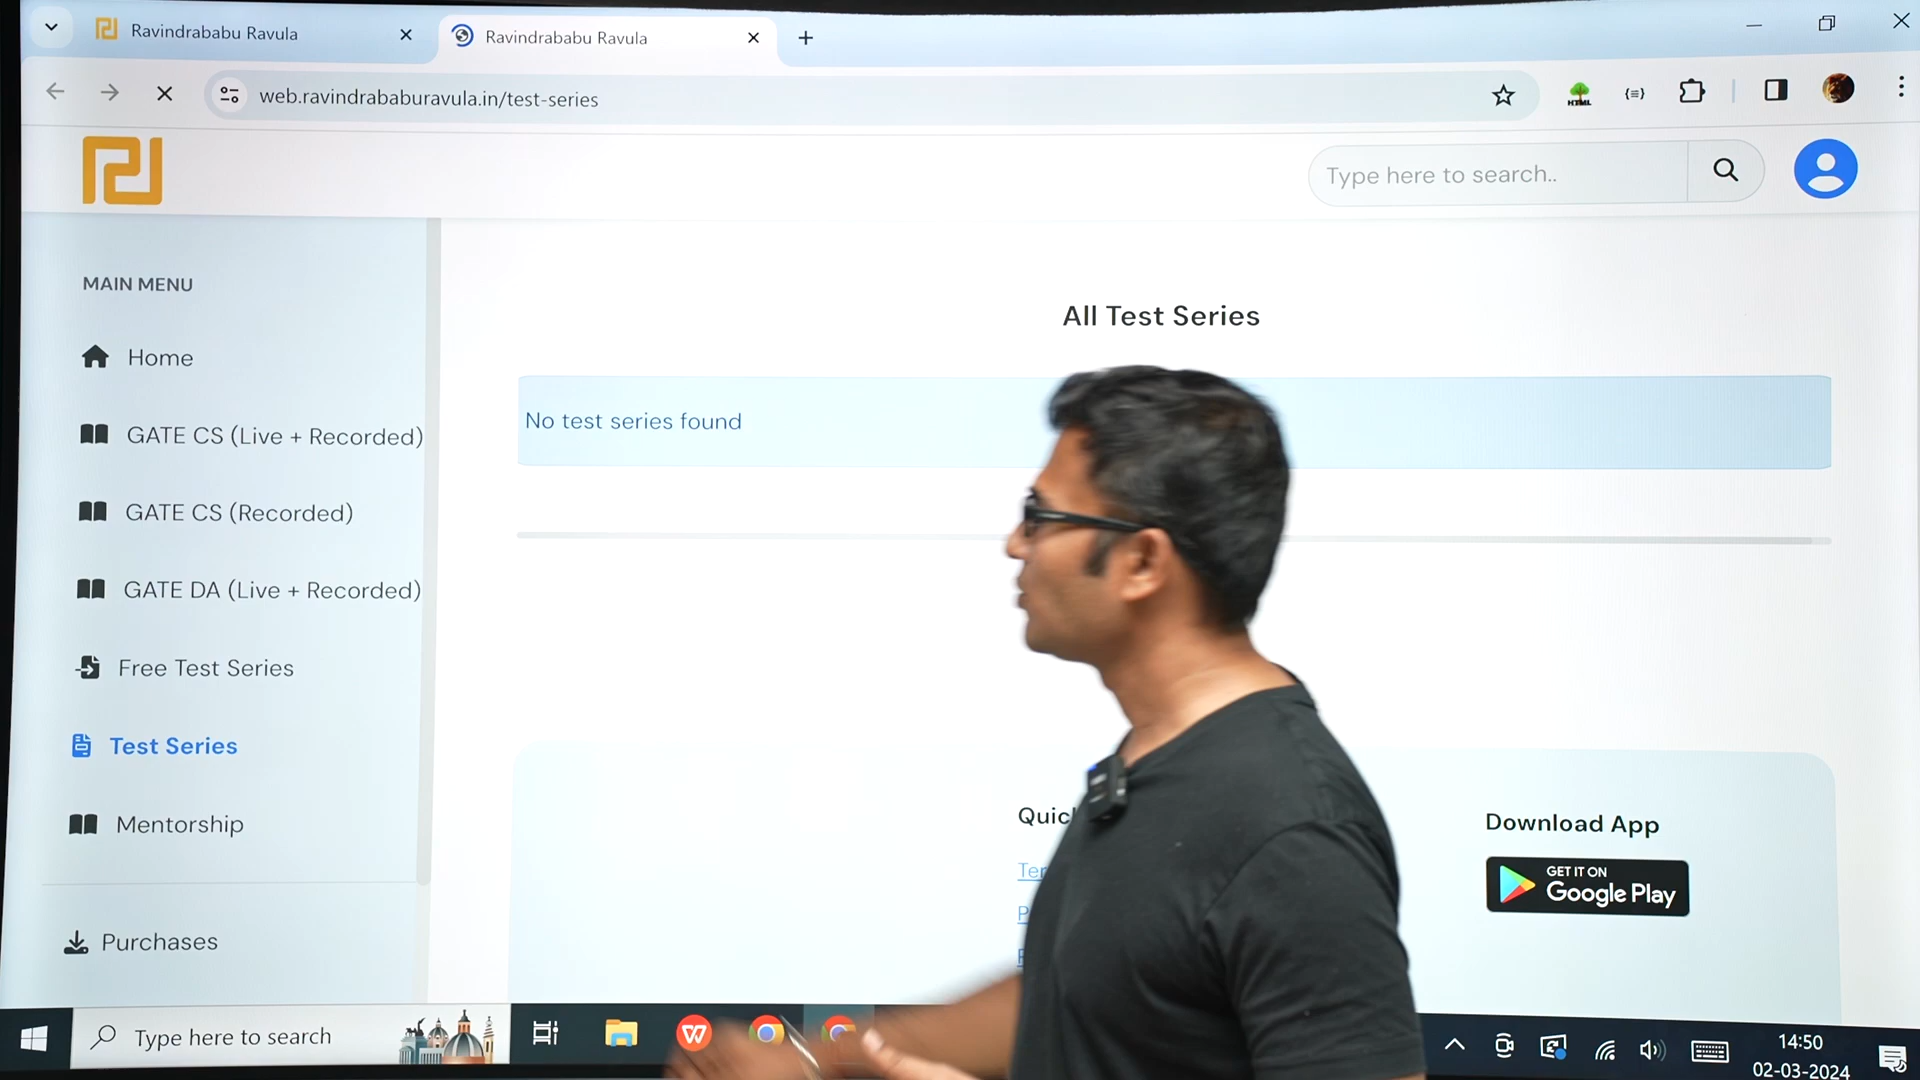 Ravindrababu Ravula
Ravindrababu Ravula
web.ravindrababuravula.in/test-series
HTML
Type here to search..
MAIN MENU
Home
GATE CS (Live + Recorded)
GATE CS (Recorded)
GATE DA (Live + Recorded)
Free Test Series
Test Series
Mentorship
Purchases
All Test Series
No test series found
Quic
Ter
P
Download App
GET IT ON
Google Play
Type here to search
14:50
02-03-2024